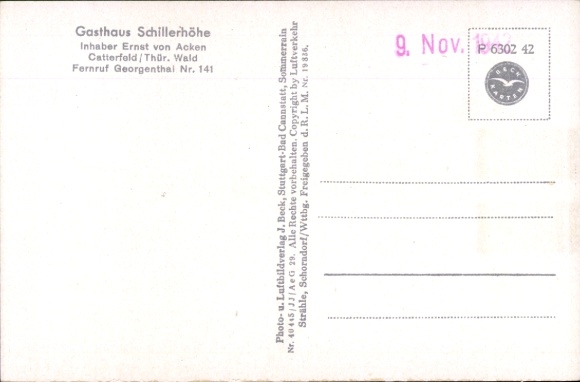 Gasthaus Schillerhöhe
Inhaber Ernst von Acken
Catterfeld / Thür. Wald
Fernruf Georgenthal Nr. 141
Photo- u. Luftbildverlag J. Beck, Stuttgart-Bad Cannstatt, Sommerrain
Nr. 40445/JJ/AeG 29. Alle Rechte vorbehalten. Copyright by Luftverkehr
Strähle, Schorndorf/Wttbg. Freigegeben d. R. L. M. Nr. 19836.
9. Nov. 1942
P 6302 42
BECK
KARTEN